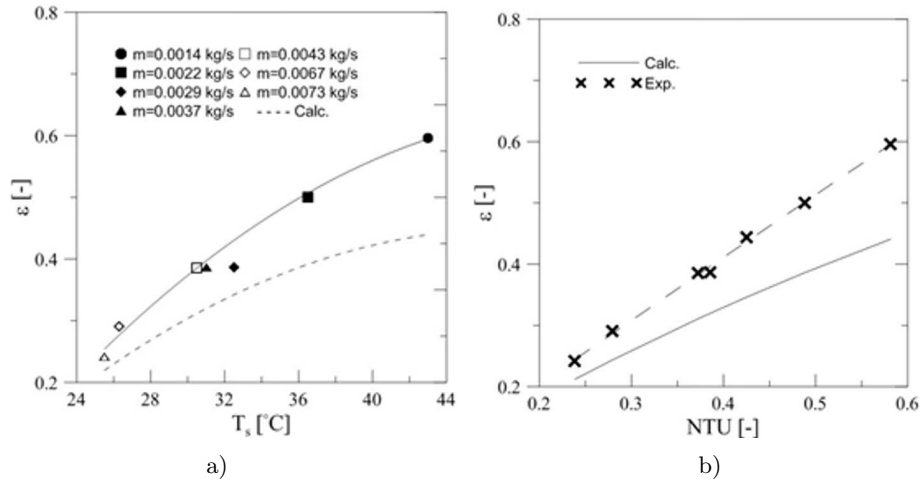 0.8
m=0.0014 kg/s m=0.0043 kg/s
m=0.0022 kg/s m=0.0067 kg/s
m=0.0029 kg/s m=0.0073 kg/s
m=0.0037 kg/s Calc.
0.6
ε [-]
0.4
0.2
24 28 32 36 40 44
Ts [°C]
a)
0.8
Calc.
Exp.
0.6
ε [-]
0.4
0.2
0.2 0.3 0.4 0.5 0.6
NTU [-]
b)